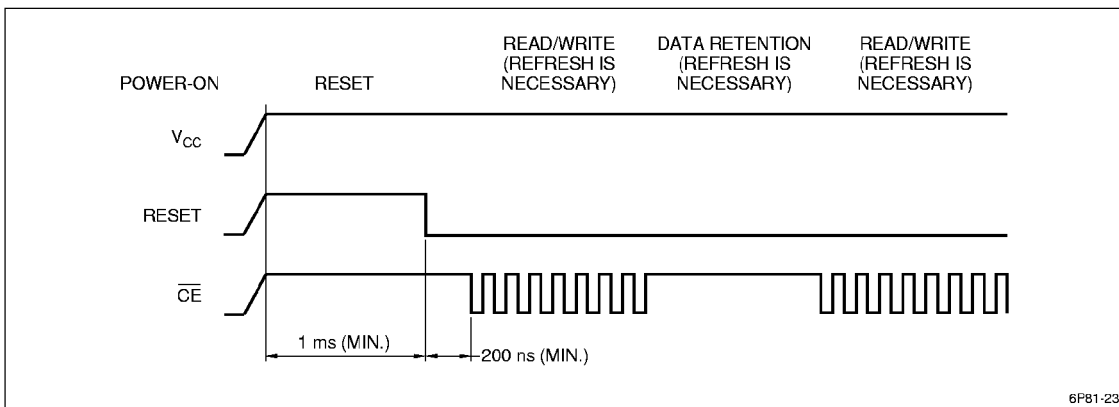 READ/WRITE
(REFRESH IS
NECESSARY)
DATA RETENTION
(REFRESH IS
NECESSARY)
READ/WRITE
(REFRESH IS
NECESSARY)
POWER-ON
RESET
VCC
RESET
CE
1 ms (MIN.)
200 ns (MIN.)
6P81-23